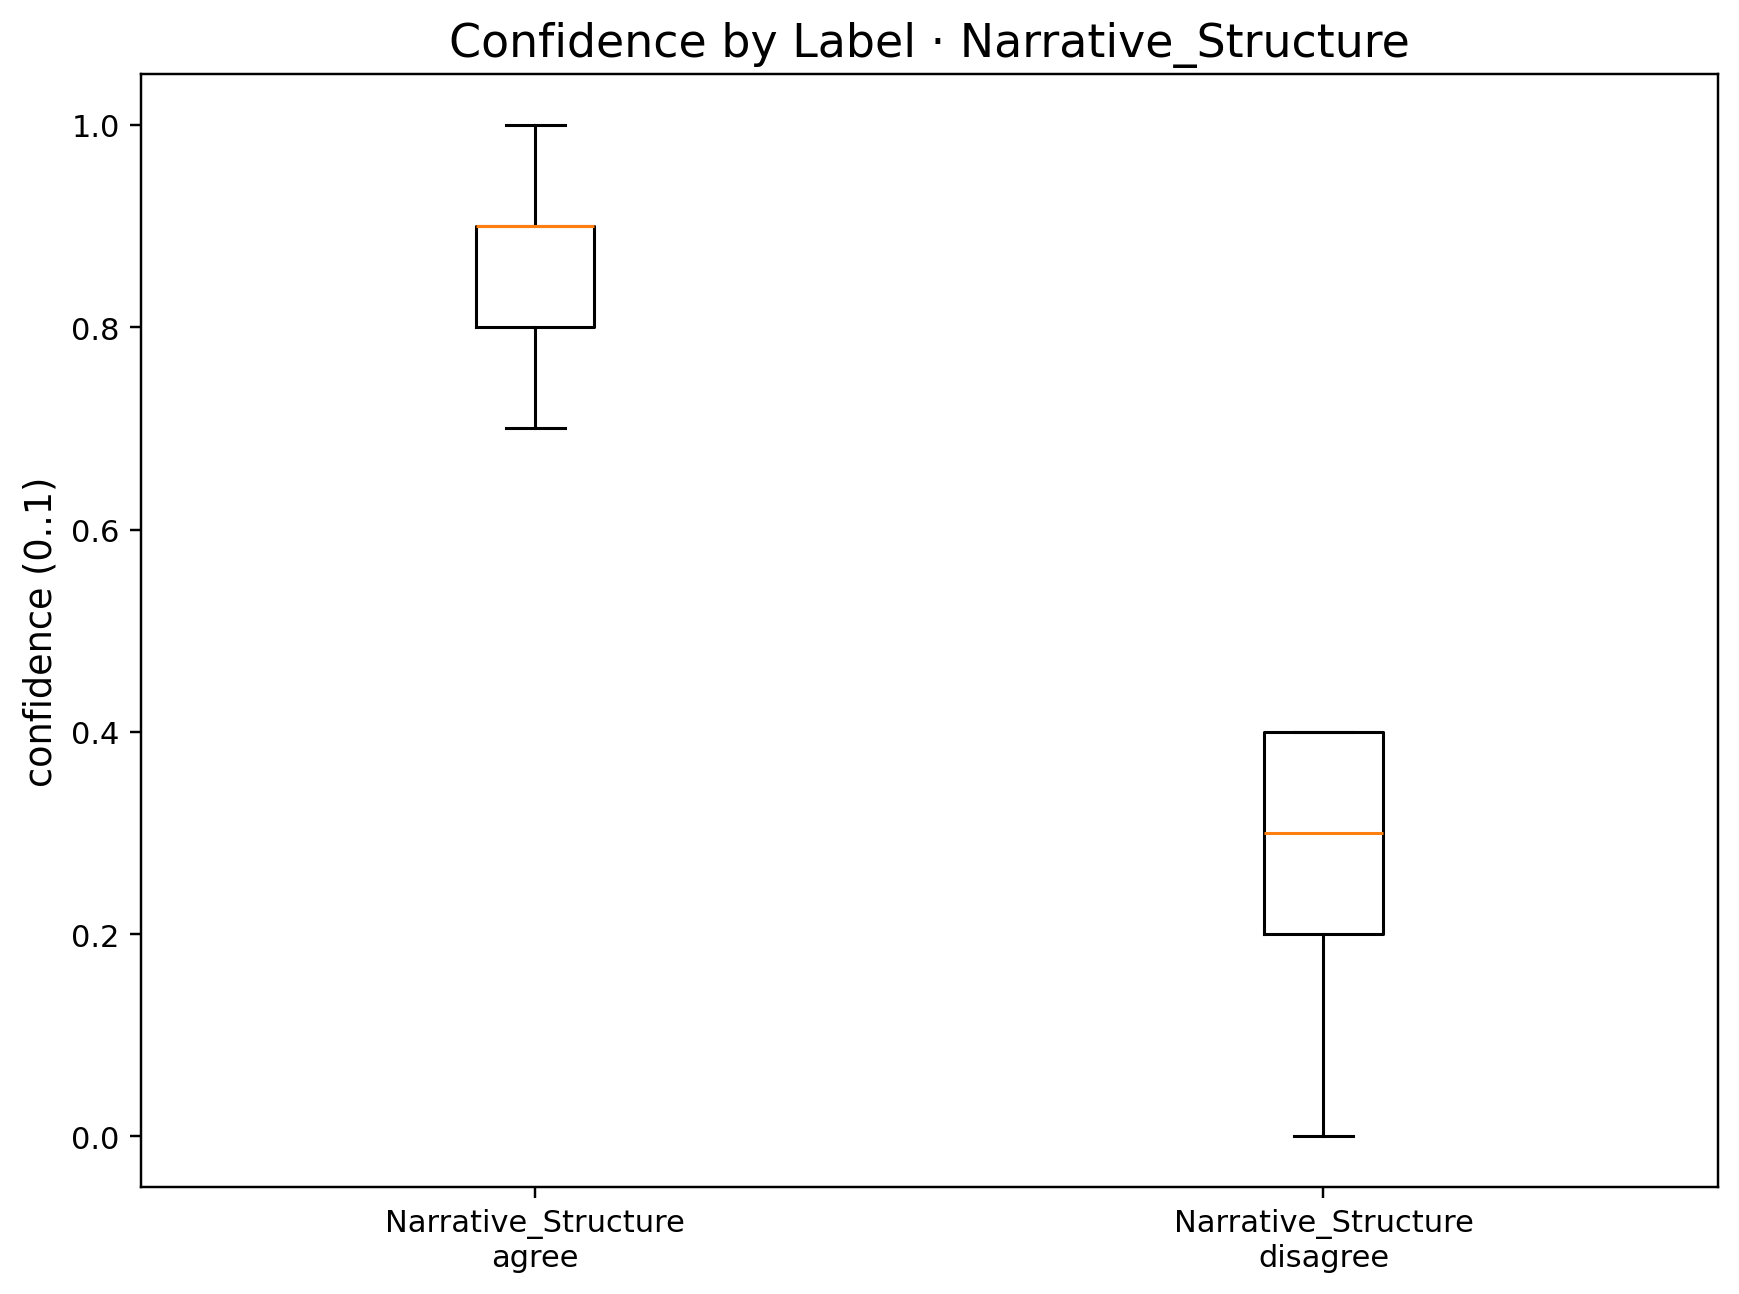 Confidence by Label · Narrative_Structure
confidence (0..1)
1.0
0.8
0.6
0.4
0.2
0.0
Narrative_Structure
agree
Narrative_Structure
disagree